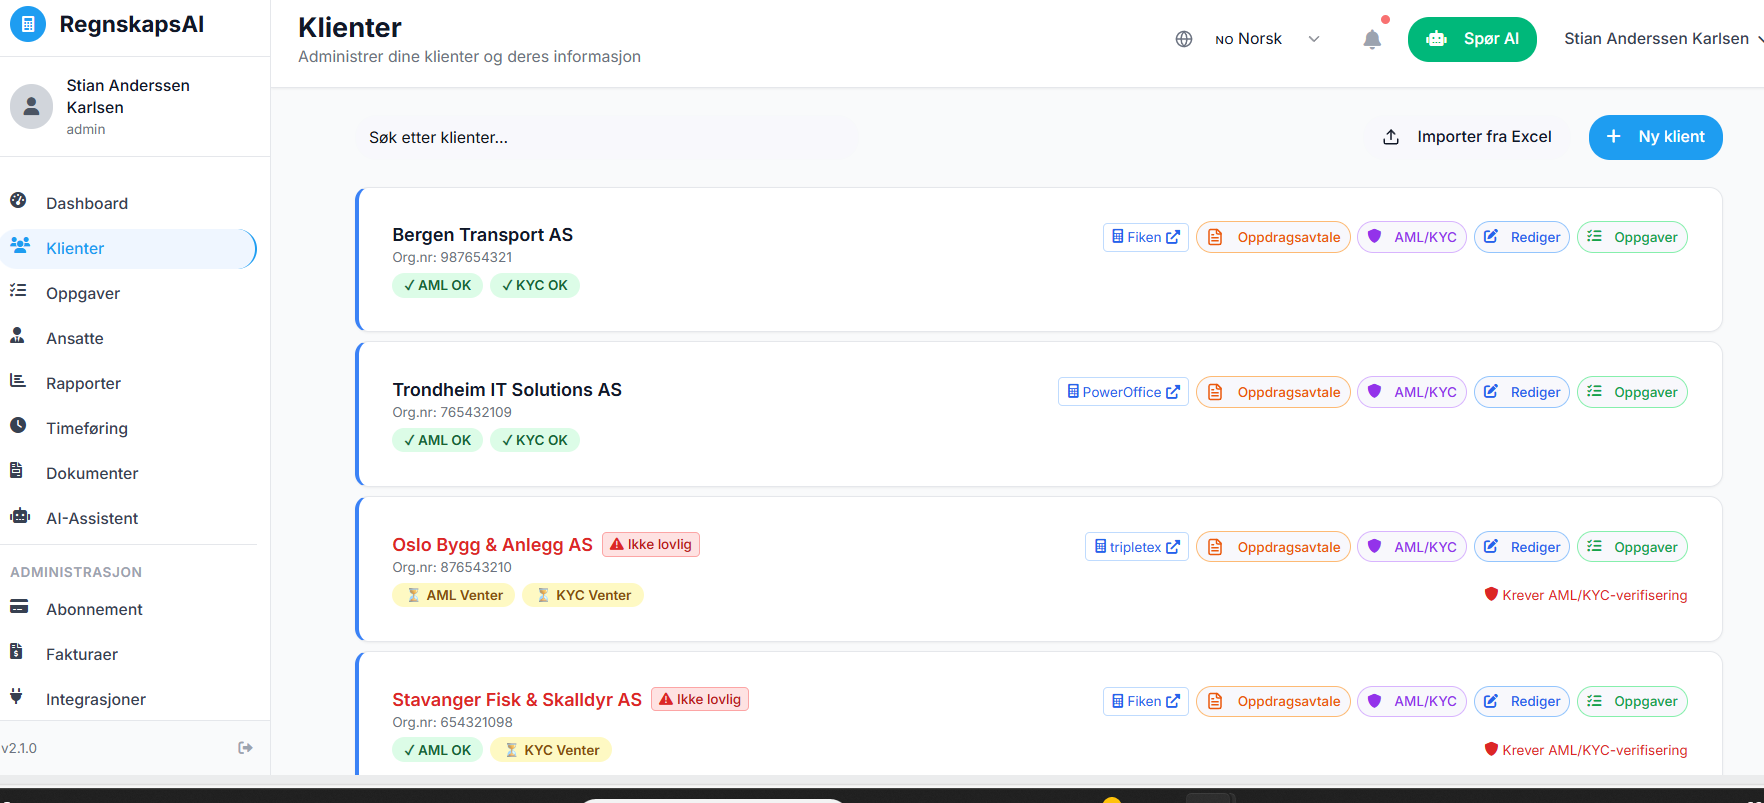 RegnskapsAI
Stian Anderssen
Karlsen
admin
Dashboard
Klienter
Oppgaver
Ansatte
Rapporter
Timeføring
Dokumenter
AI-Assistent
ADMINISTRASJON
Abonnement
Fakturaer
Integrasjoner
v2.1.0
Klienter
Administrer dine klienter og deres informasjon
NO Norsk
Spør AI
Stian Anderssen Karlsen
Søk etter klienter...
Importer fra Excel
+ Ny klient
Bergen Transport AS
Fiken Oppdragsavtale AML/KYC Rediger Oppgaver
Org.nr: 987654321
✓ AML OK ✓ KYC OK
Trondheim IT Solutions AS
PowerOffice Oppdragsavtale AML/KYC Rediger Oppgaver
Org.nr: 765432109
✓ AML OK ✓ KYC OK
Oslo Bygg & Anlegg AS Ikke lovlig
tripletex Oppdragsavtale AML/KYC Rediger Oppgaver
Org.nr: 876543210
⏳ AML Venter ⏳ KYC Venter
Krever AML/KYC-verifisering
Stavanger Fisk & Skalldyr AS Ikke lovlig
Fiken Oppdragsavtale AML/KYC Rediger Oppgaver
Org.nr: 654321098
✓ AML OK ⏳ KYC Venter
Krever AML/KYC-verifisering